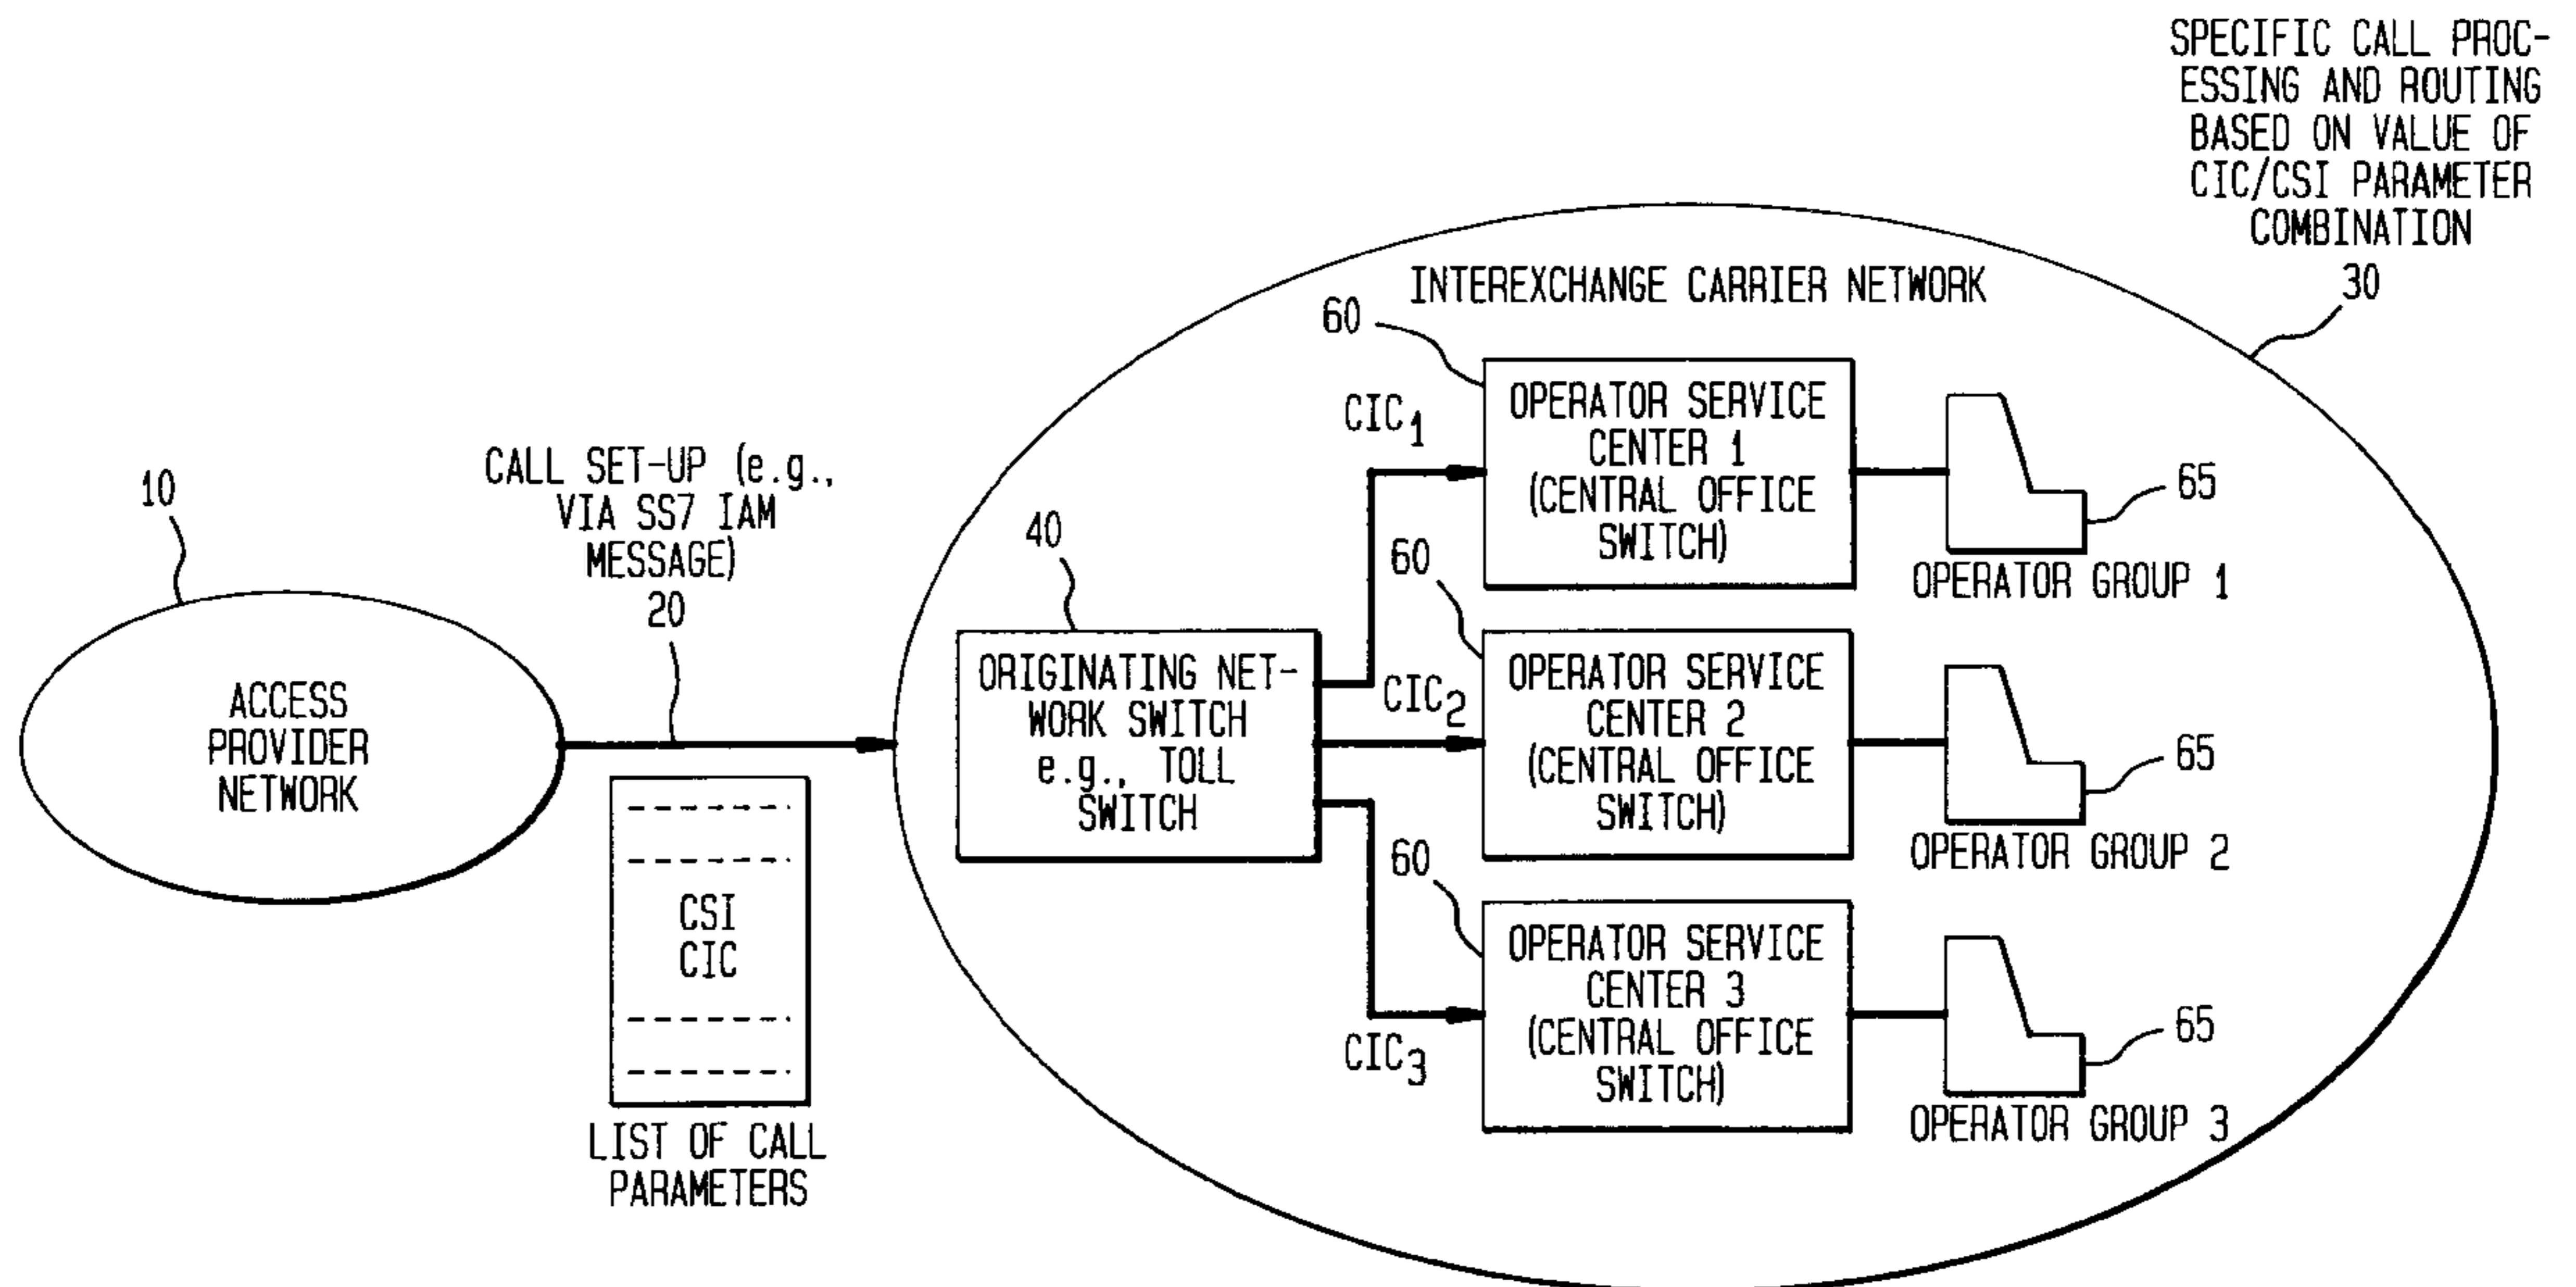 SPECIFIC CALL PROC-
ESSING AND ROUTING
BASED ON VALUE OF
CIC/CSI PARAMETER
COMBINATION
30
INTEREXCHANGE CARRIER NETWORK
10
ACCESS
PROVIDER
NETWORK
CALL SET-UP (e.g.,
VIA SS7 IAM
MESSAGE)
20
CSI
CIC
LIST OF CALL
PARAMETERS
40
ORIGINATING NET-
WORK SWITCH
e.g., TOLL
SWITCH
CIC1
60
OPERATOR SERVICE
CENTER 1
(CENTRAL OFFICE
SWITCH)
65
OPERATOR GROUP 1
CIC2
60
OPERATOR SERVICE
CENTER 2
(CENTRAL OFFICE
SWITCH)
65
OPERATOR GROUP 2
CIC3
60
OPERATOR SERVICE
CENTER 3
(CENTRAL OFFICE
SWITCH)
65
OPERATOR GROUP 3